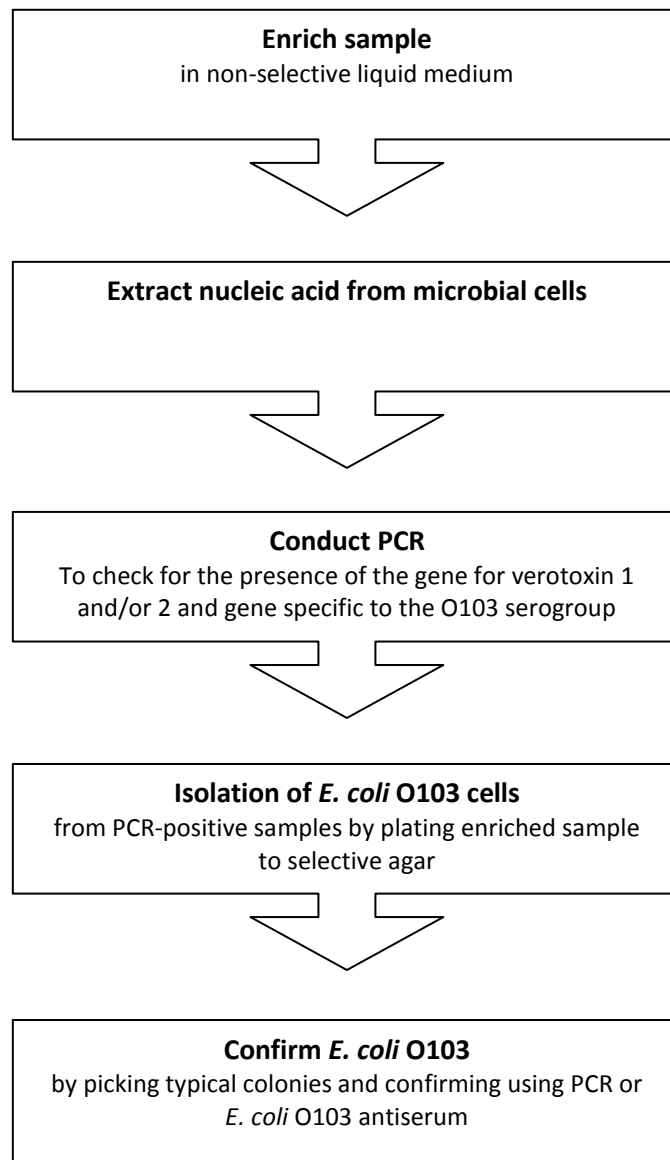 Enrich sample
in non-selective liquid medium
Extract nucleic acid from microbial cells
Conduct PCR
To check for the presence of the gene for verotoxin 1
and/or 2 and gene specific to the O103 serogroup
Isolation of E. coli O103 cells
from PCR-positive samples by plating enriched sample
to selective agar
Confirm E. coli O103
by picking typical colonies and confirming using PCR or
E. coli O103 antiserum